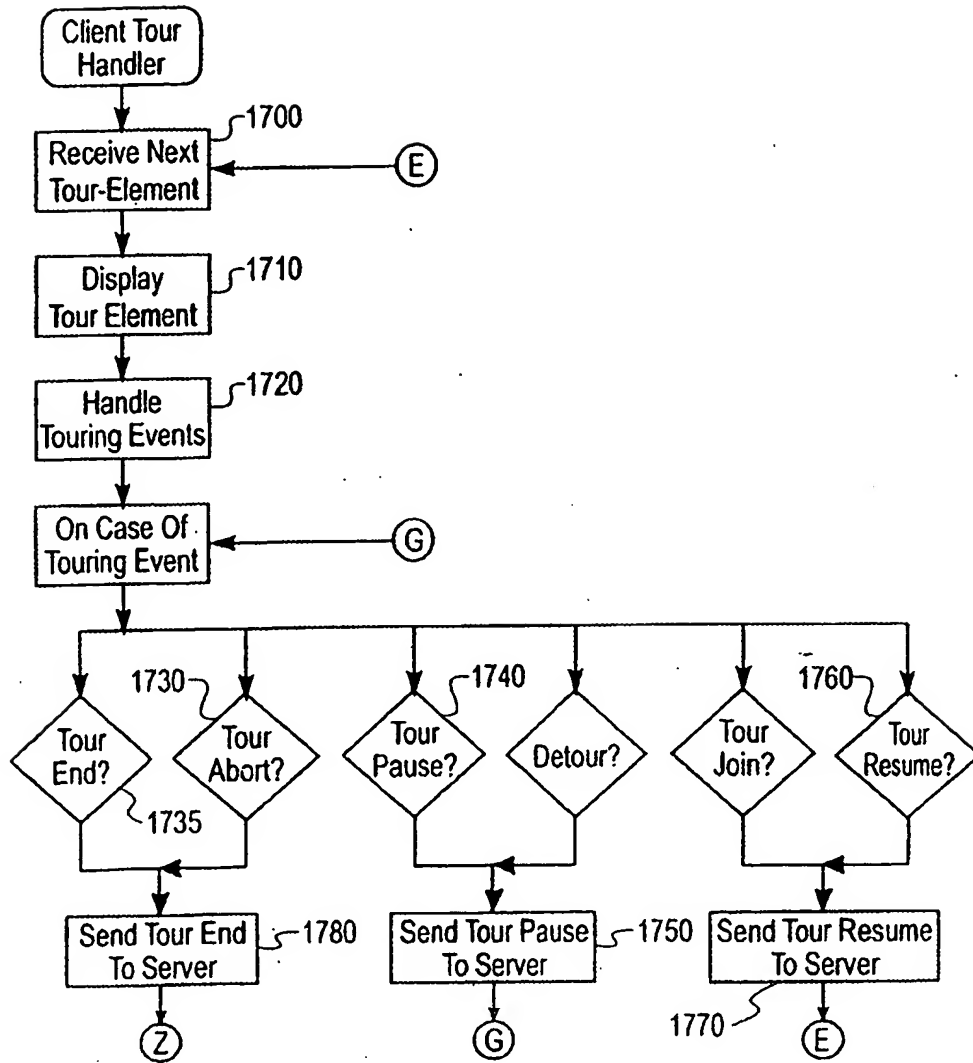 Client Tour
Handler
1700
Receive Next
Tour-Element
E
1710
Display
Tour Element
1720
Handle
Touring Events
On Case Of
Touring Event
G
1730
1740
1760
Tour
End?
Tour
Abort?
Tour
Pause?
Detour?
Tour
Join?
Tour
Resume?
1735
Send Tour End
To Server
1780
Send Tour Pause
To Server
1750
Send Tour Resume
To Server
1770
Z
G
E